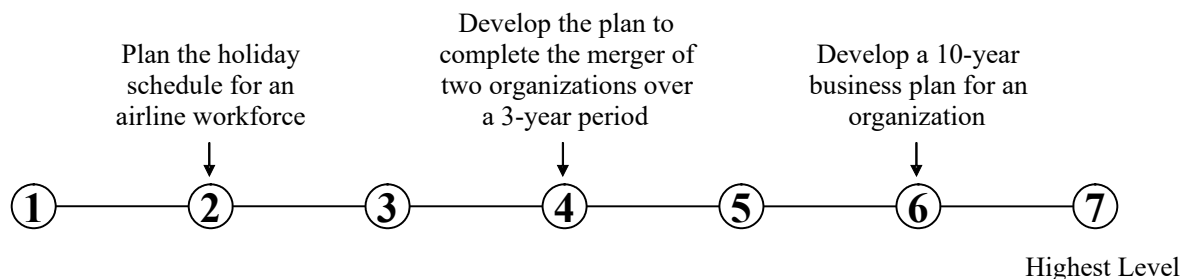 Plan the holiday
schedule for an
airline workforce
Develop the plan to
complete the merger of
two organizations over
a 3-year period
Develop a 10-year
business plan for an
organization
1 2 3 4 5 6 7
Highest Level